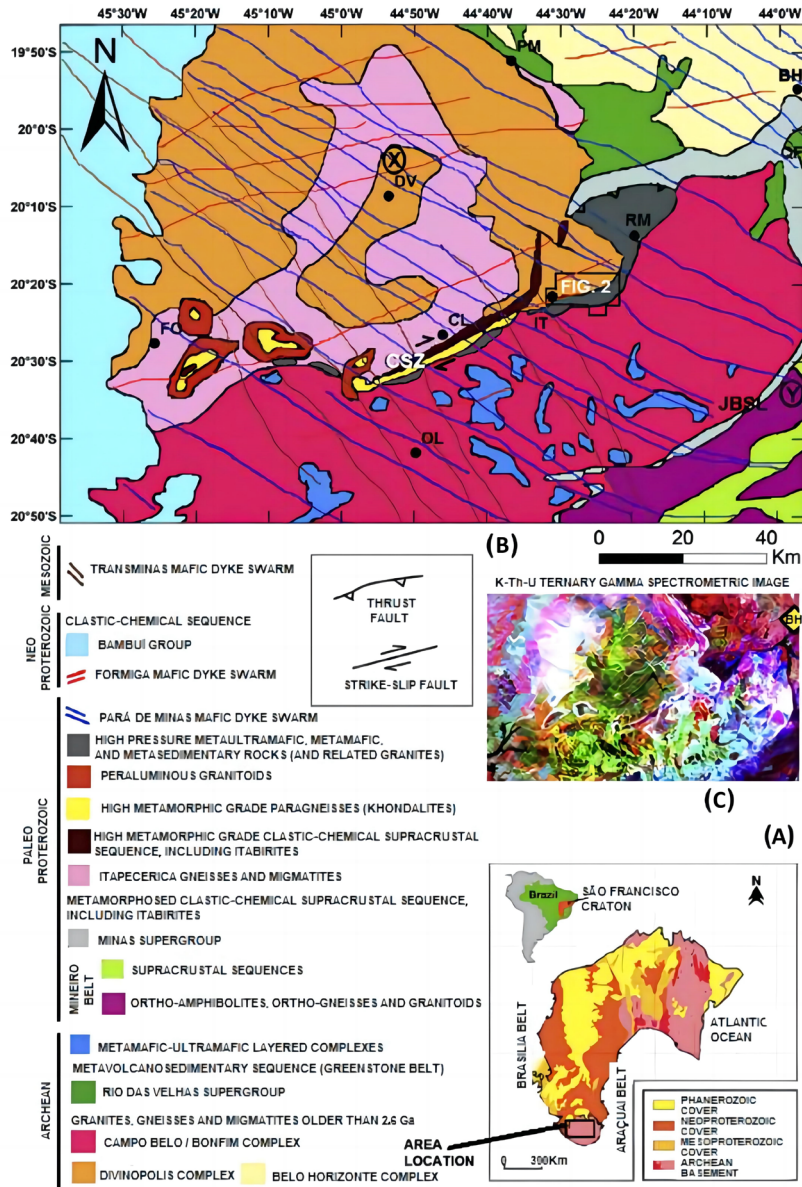 45°30'S 45°20'S 45°10'S 45°00'S 44°50'S 44°40'S 44°30'S 44°20'S 44°10'S 44°0'S
19°50'S
20°0'S
20°10'S
20°20'S
20°30'S
20°40'S
20°50'S
N
PM
BH
QF
X
DV
RM
FIG. 2
IT
CL
FO
CSZ
JBSL
Y
OL
(B)
0 20 40
Km
MESOZOIC
TRANSMINAS MAFIC DYKE SWARM
NEO
PROTEROZOIC
CLASTIC-CHEMICAL SEQUENCE
BAMBUÍ GROUP
FORMIGA MAFIC DYKE SWARM
PALEO
PROTEROZOIC
PARÁ DE MINAS MAFIC DYKE SWARM
HIGH PRESSURE METAULTRAMAFIC, METAMAFIC,
AND METASEDIMENTARY ROCKS (AND RELATED GRANITES)
PERALUMINOUS GRANITOIDS
HIGH METAMORPHIC GRADE PARAGNEISSES (KHONDALITES)
HIGH METAMORPHIC GRADE CLASTIC-CHEMICAL SUPRACRUSTAL
SEQUENCE, INCLUDING ITABIRITES
ITAPECERICA GNEISSES AND MIGMATITES
METAMORPHOSED CLASTIC-CHEMICAL SUPRACRUSTAL SEQUENCE,
INCLUDING ITABIRITES
MINAS SUPERGROUP
MINEIRO
BELT
SUPRACRUSTAL SEQUENCES
ORTHO-AMPHIBOLITES, ORTHO-GNEISSES AND GRANITOIDS
ARCHEAN
METAMAFIC-ULTRAMAFIC LAYERED COMPLEXES
METAVOLCANOSEDIMENTARY SEQUENCE (GREENSTONE BELT)
RIO DAS VELHAS SUPERGROUP
GRANITES, GNEISSES AND MIGMATITES OLDER THAN 2.6 Ga
CAMPO BELO / BONFIM COMPLEX
DIVINOPOLIS COMPLEX BELO HORIZONTE COMPLEX
THRUST
FAULT
STRIKE-SLIP FAULT
K-Th-U TERNARY GAMMA SPECTROMETRIC IMAGE
BH
(C)
(A)
Brazil
SÃO FRANCISCO
CRATON
N
BRASILIA BELT
ATLANTIC
OCEAN
ARAÇUAI BELT
AREA
LOCATION
0 300Km
PHANEROZOIC
COVER
NEOPROTEROZOIC
COVER
MESOPROTEROZOIC
COVER
ARCHEAN
BASEMENT